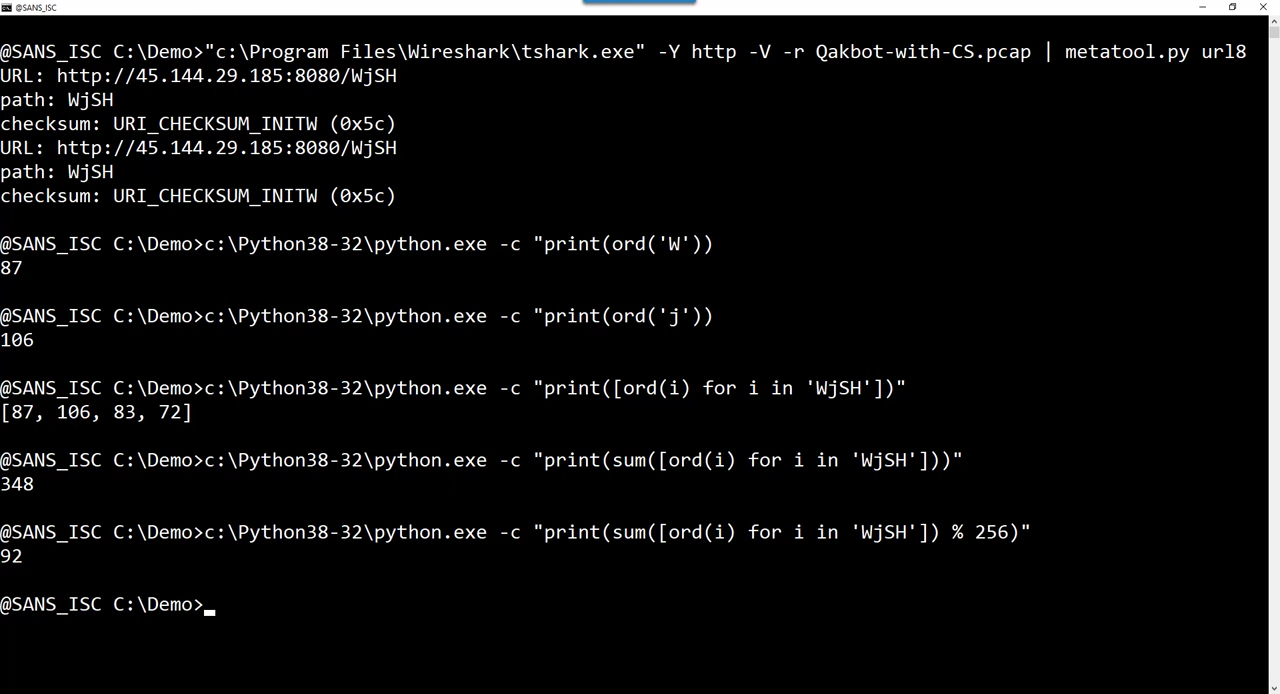 @SANS_ISC
@SANS_ISC C:\Demo>"c:\Program Files\Wireshark\tshark.exe" -Y http -V -r Qakbot-with-CS.pcap | metatool.py url8
URL: http://45.144.29.185:8080/WjSH
path: WjSH
checksum: URI_CHECKSUM_INITW (0x5c)
URL: http://45.144.29.185:8080/WjSH
path: WjSH
checksum: URI_CHECKSUM_INITW (0x5c)
@SANS_ISC C:\Demo>c:\Python38-32\python.exe -c "print(ord('W'))
87
@SANS_ISC C:\Demo>c:\Python38-32\python.exe -c "print(ord('j'))
106
@SANS_ISC C:\Demo>c:\Python38-32\python.exe -c "print([ord(i) for i in 'WjSH'])"
[87, 106, 83, 72]
@SANS_ISC C:\Demo>c:\Python38-32\python.exe -c "print(sum([ord(i) for i in 'WjSH']))"
348
@SANS_ISC C:\Demo>c:\Python38-32\python.exe -c "print(sum([ord(i) for i in 'WjSH']) % 256)"
92
@SANS_ISC C:\Demo>